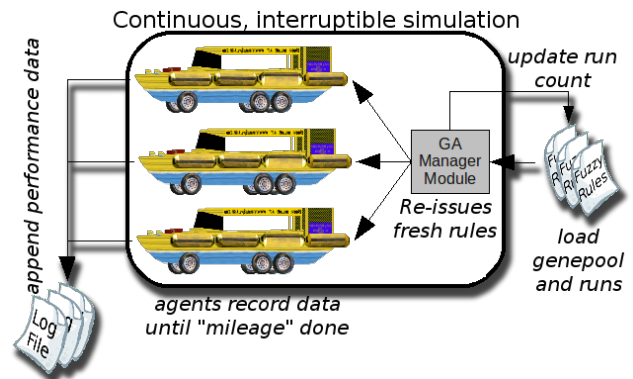 Continuous, interruptible simulation
update run
count
append performance data
GA
Manager
Module
Fuzzy
Rules
Re-issues
fresh rules
load
genepool
and runs
agents record data
until "mileage" done
Log
File